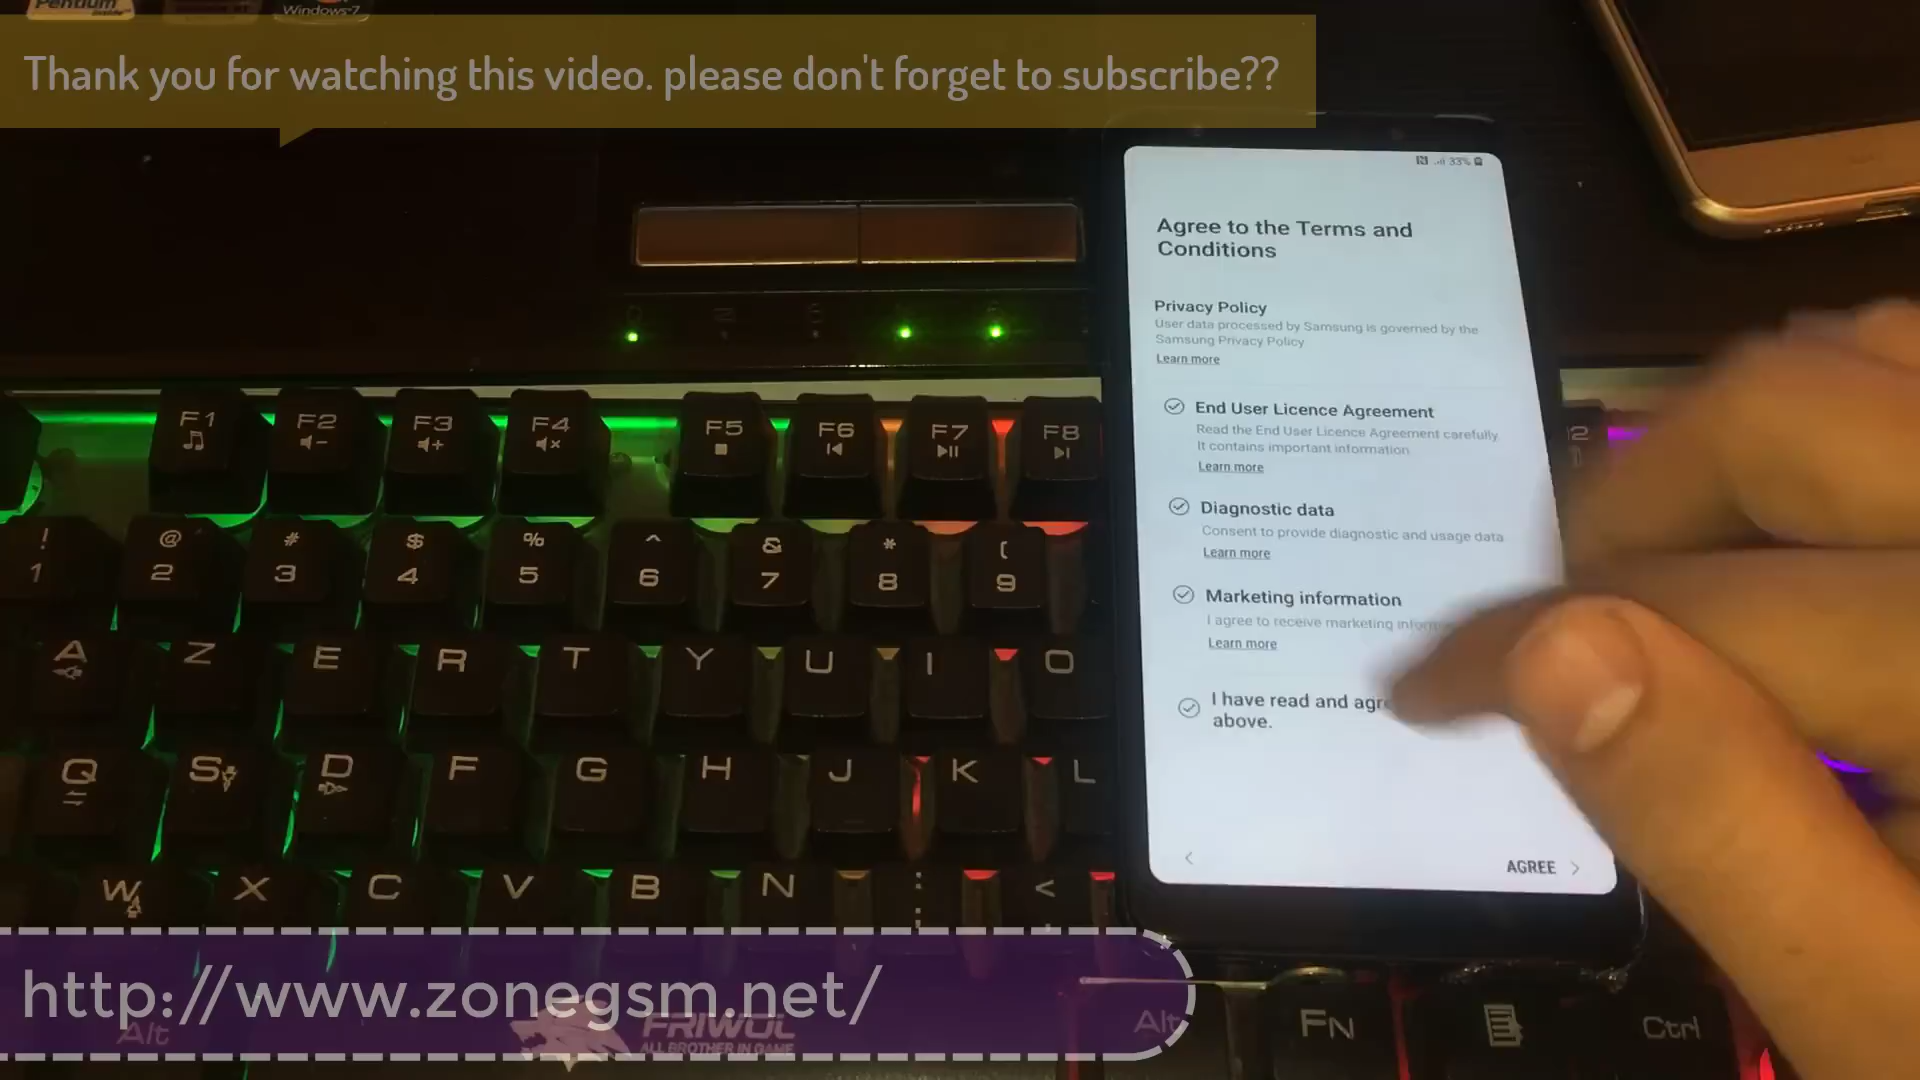 pentium
Windows 7
Thank you for watching this video. please don't forget to subscribe??
33%
Agree to the Terms and
Conditions
Privacy Policy
User data processed by Samsung is governed by the
Samsung Privacy Policy
Learn more
End User Licence Agreement
Read the End User Licence Agreement carefully.
It contains important information
Learn more
Diagnostic data
Consent to provide diagnostic and usage data
Learn more
Marketing information
I agree to receive marketing
Learn more
I have read and
above.
AGREE
F1 F2 F3 F4 F5 F6 F7 F8
! @ # $ % ^ & * (
1 2 3 4 5 6 7 8 9
A Z E R T Y U I O
Q S D F G H J K L
W X C V B N : <
http://www.zonegsm.net/
Alt FRIWOL Alt FN Ctrl
ALL BROTHER IN GAME